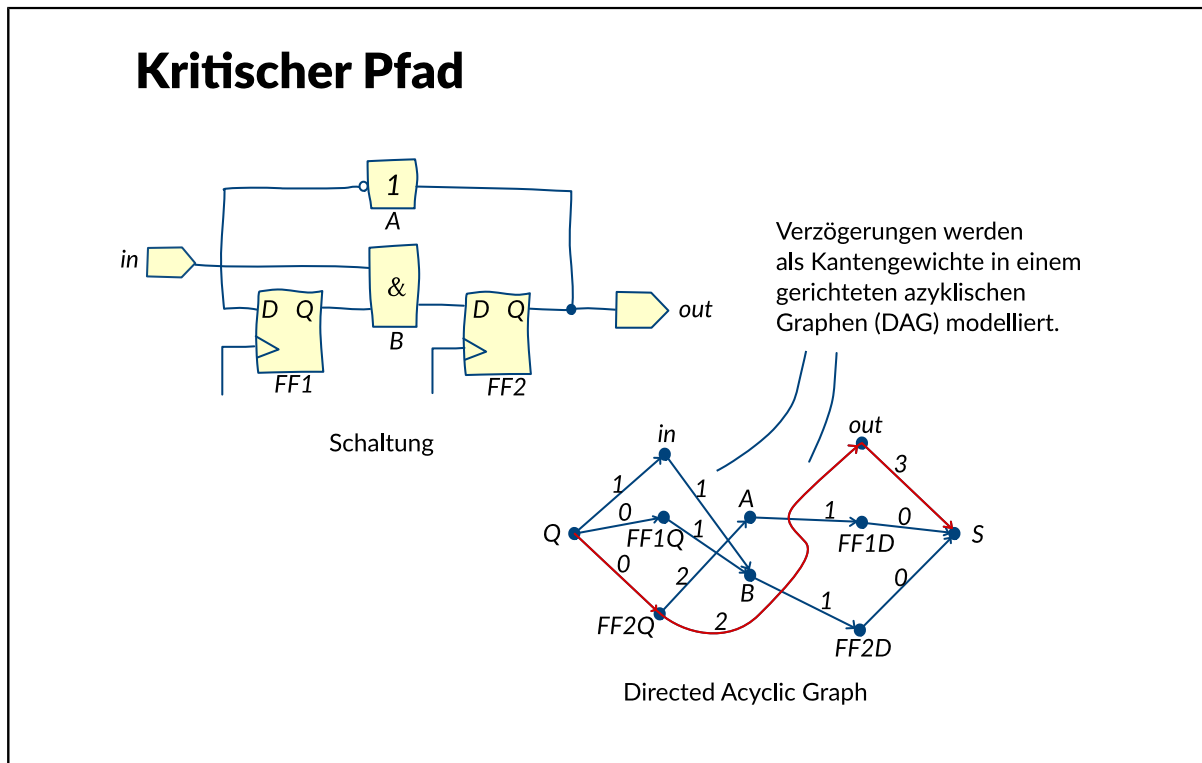 Kritischer Pfad
1
A
in
&
B
D Q
FF1
D Q
FF2
out
Schaltung
Verzögerungen werden
als Kantengewichte in einem
gerichteten azyklischen
Graphen (DAG) modelliert.
in
out
1
1
3
Q
0
FF1Q
1
A
1
FF1D
0
S
0
2
B
1
0
FF2Q
2
FF2D
Directed Acyclic Graph